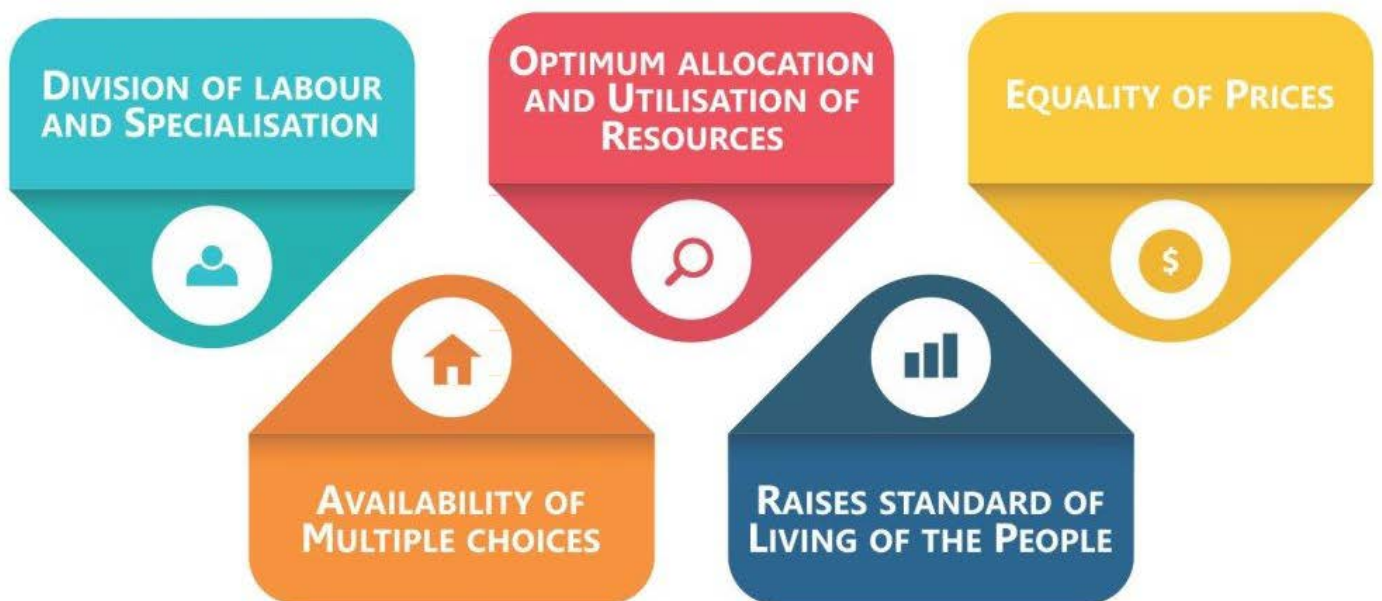 DIVISION OF LABOUR
AND SPECIALISATION
OPTIMUM ALLOCATION
AND UTILISATION OF
RESOURCES
EQUALITY OF PRICES
$
AVAILABILITY OF
MULTIPLE CHOICES
RAISES STANDARD OF
LIVING OF THE PEOPLE